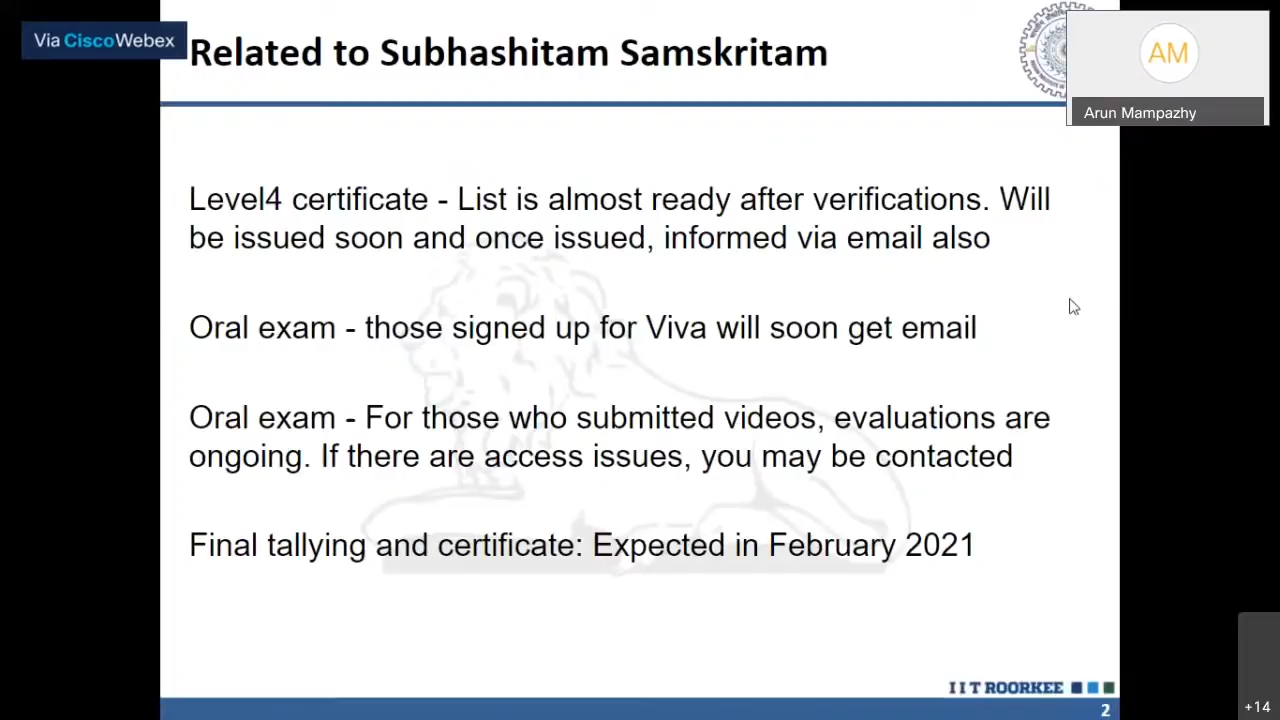 Via Cisco Webex
Related to Subhashitam Samskritam
AM
Arun Mampazhy
Level4 certificate - List is almost ready after verifications. Will
be issued soon and once issued, informed via email also
Oral exam - those signed up for Viva will soon get email
Oral exam - For those who submitted videos, evaluations are
ongoing. If there are access issues, you may be contacted
Final tallying and certificate: Expected in February 2021
IIT ROORKEE
2
+14